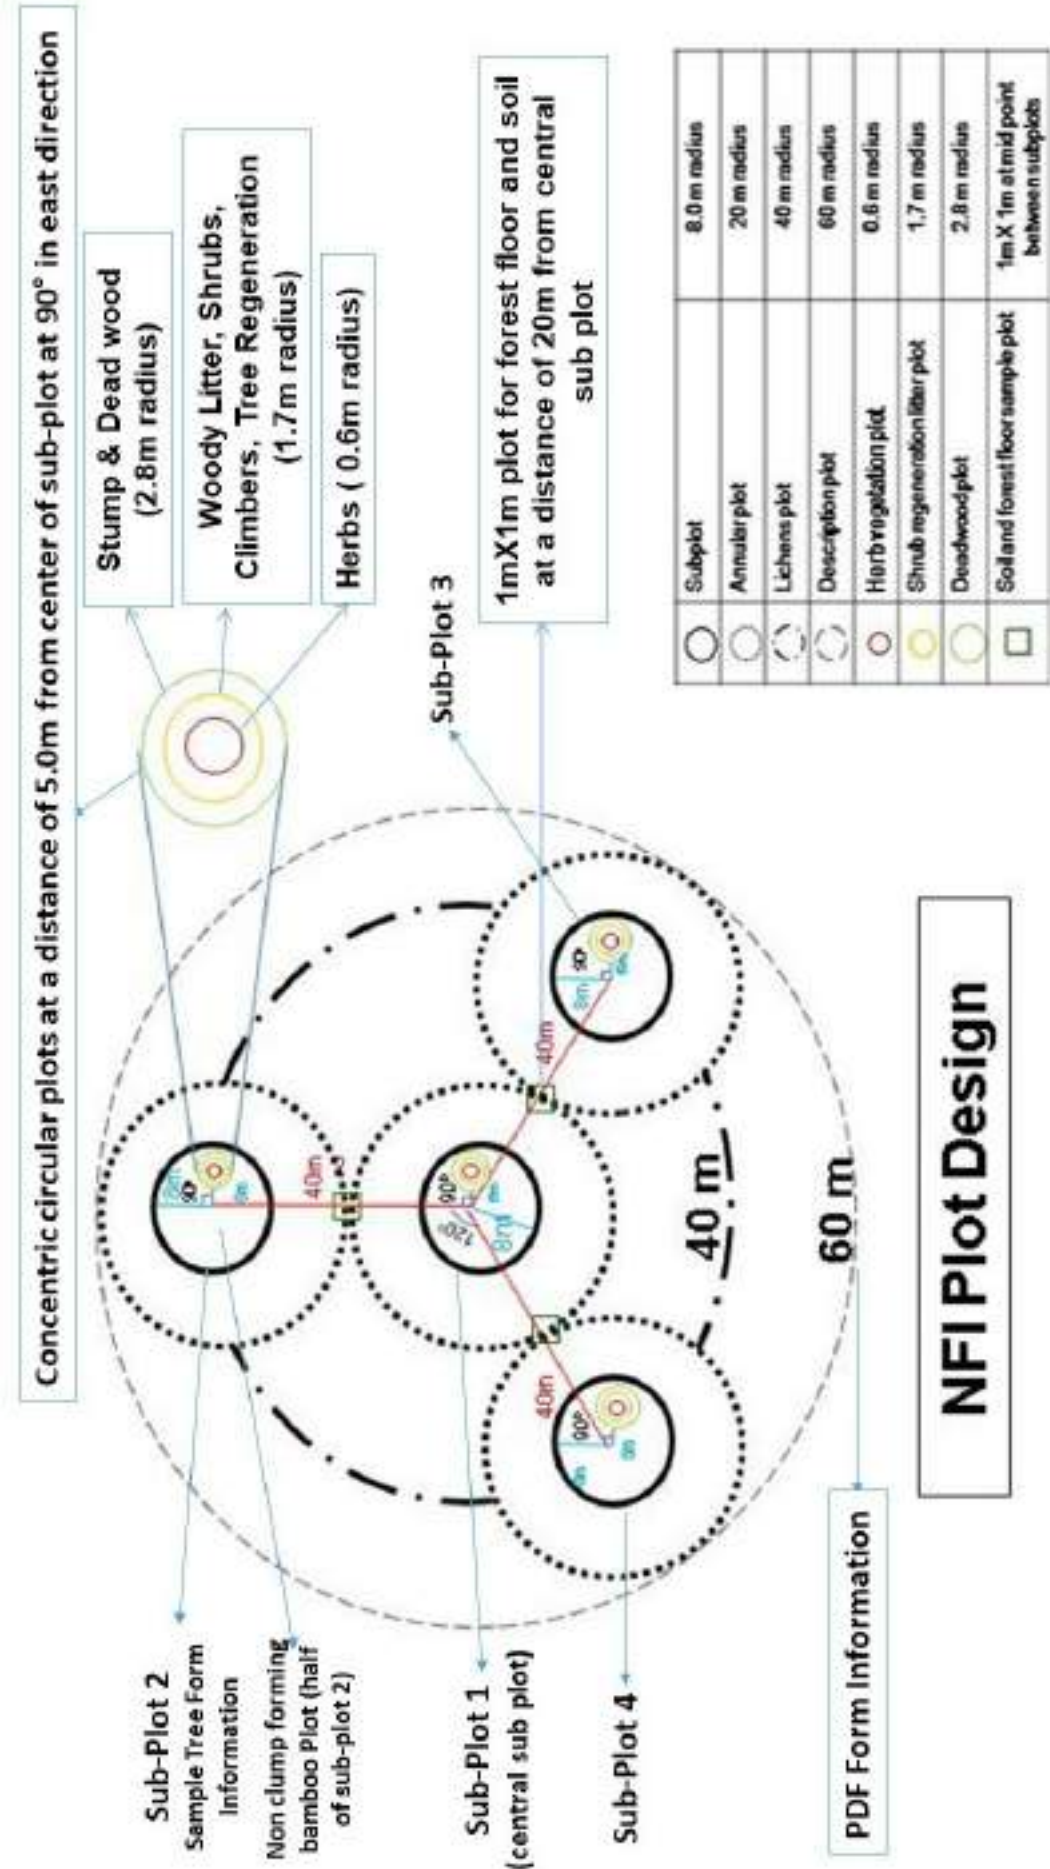 Concentric circular plots at a distance of 5.0m from center of sub-plot at 90° in east direction
Stump & Dead wood
(2.8m radius)
Woody Litter, Shrubs,
Climbers, Tree Regeneration
(1.7m radius)
Herbs ( 0.6m radius)
Sub-Plot 2
Sample Tree Form
Information
Non clump forming
bamboo Plot (half
of sub-plot 2)
Sub-Plot 1
(central sub plot)
Sub-Plot 4
Sub-Plot 3
1mX1m plot for forest floor and soil
at a distance of 20m from central
sub plot
90
40m
90°
120°
8m
40m
90°
40m
90
8m
40 m
60 m
PDF Form Information
NFI Plot Design
Subplot 8.0 m radius
Annular plot 20 m radius
Lichens plot 40 m radius
Description plot 60 m radius
Herb vegetation plot 0.6 m radius
Shrub regeneration litter plot 1.7 m radius
Deadwood plot 2.8 m radius
Soil and forest floor sample plot 1m X 1m at mid point
between subplots